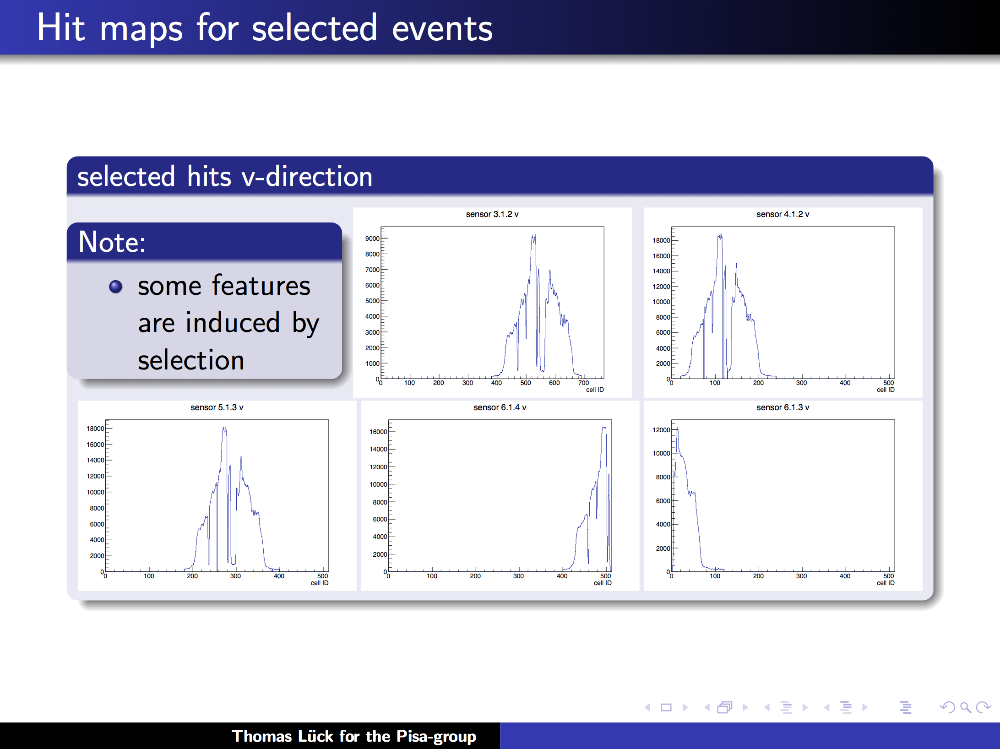 Hit maps for selected events
selected hits v-direction
Note:
some features
are induced by
selection
sensor 3.1.2 v
9000
8000
7000
6000
5000
4000
3000
2000
1000
0
0 100 200 300 400 500 600 700
cell ID
sensor 4.1.2 v
18000
16000
14000
12000
10000
8000
6000
4000
2000
0
0 100 200 300 400 500
cell ID
sensor 5.1.3 v
18000
16000
14000
12000
10000
8000
6000
4000
2000
0
0 100 200 300 400 500
cell ID
sensor 6.1.4 v
16000
14000
12000
10000
8000
6000
4000
2000
0
0 100 200 300 400 500
cell ID
sensor 6.1.3 v
12000
10000
8000
6000
4000
2000
0
0 100 200 300 400 500
cell ID
Thomas Lück for the Pisa-group